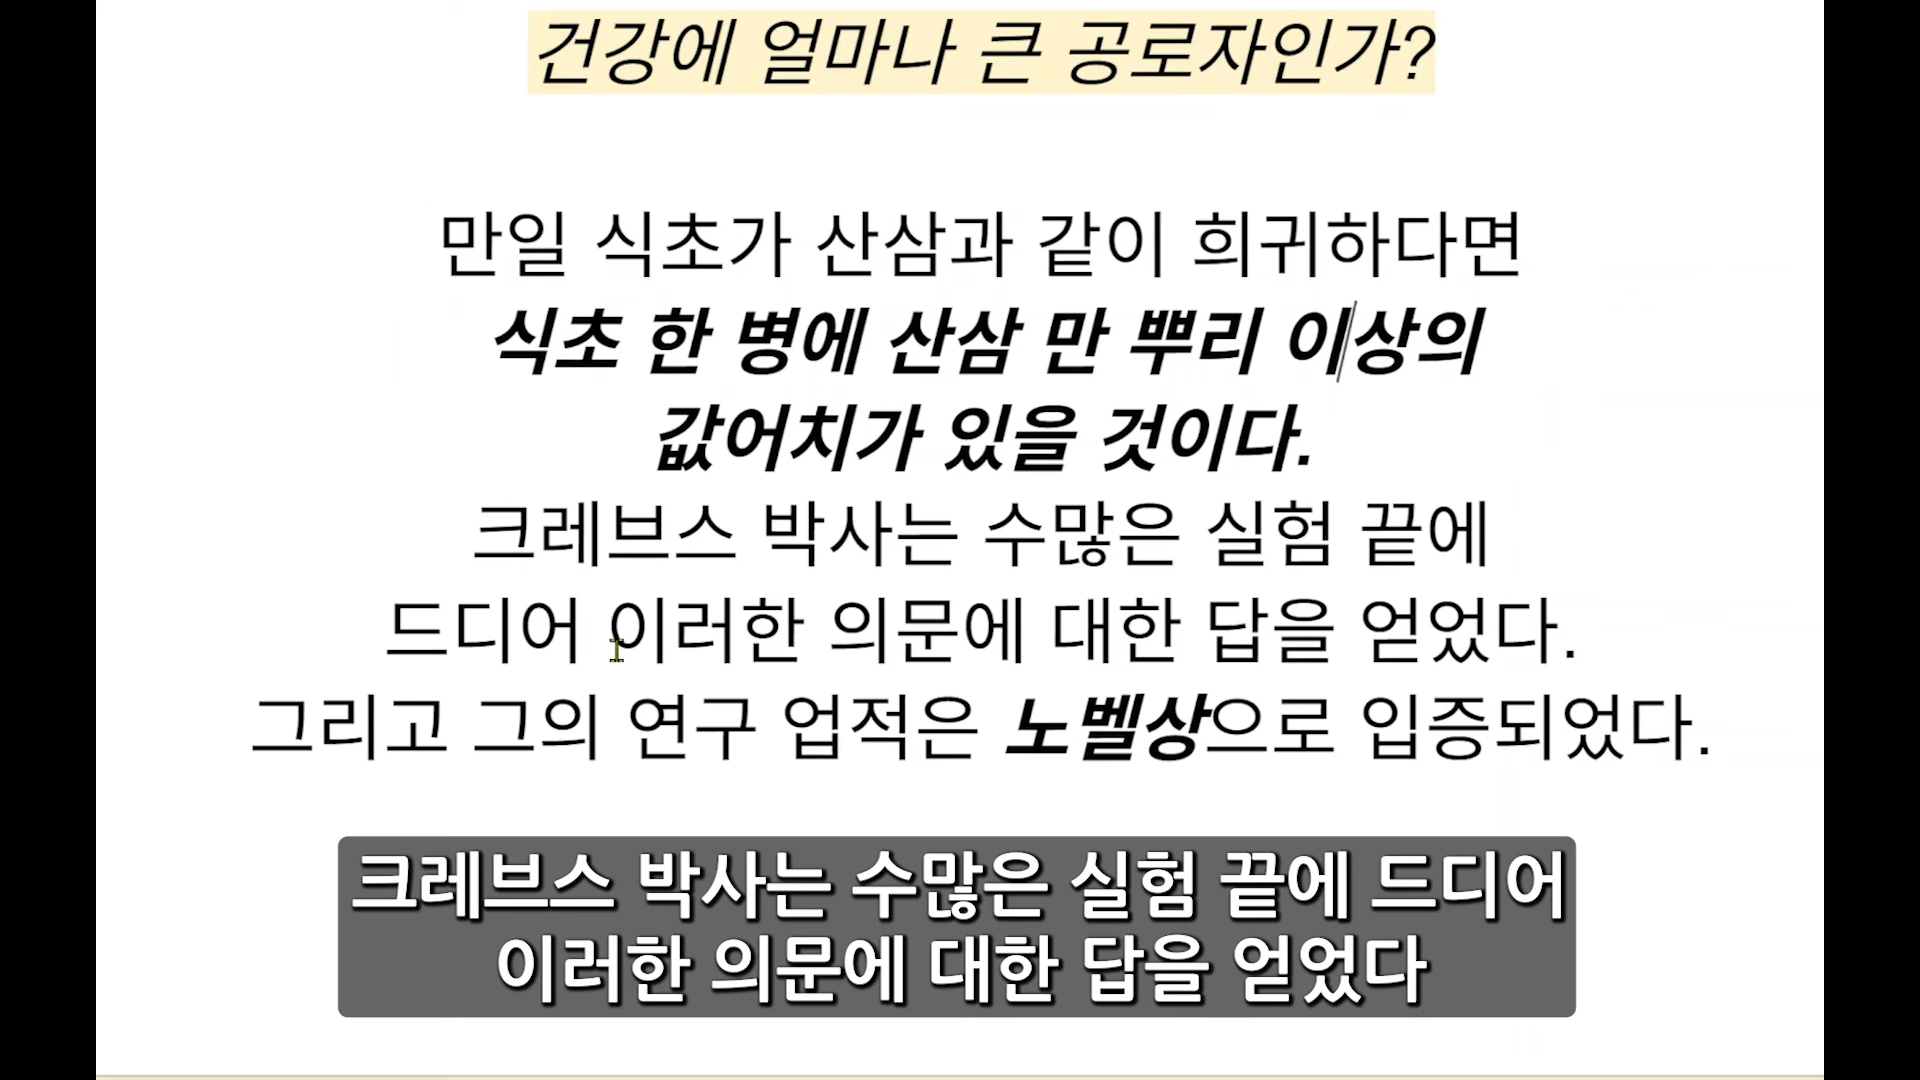 건강에 얼마나 큰 공로자인가?
만일 식초가 산삼과 같이 희귀하다면
식초 한 병에 산삼 만 뿌리 이상의
값어치가 있을 것이다.
크레브스 박사는 수많은 실험 끝에
드디어 이러한 의문에 대한 답을 얻었다.
그리고 그의 연구 업적은 노벨상으로 입증되었다.
크레브스 박사는 수많은 실험 끝에 드디어
이러한 의문에 대한 답을 얻었다